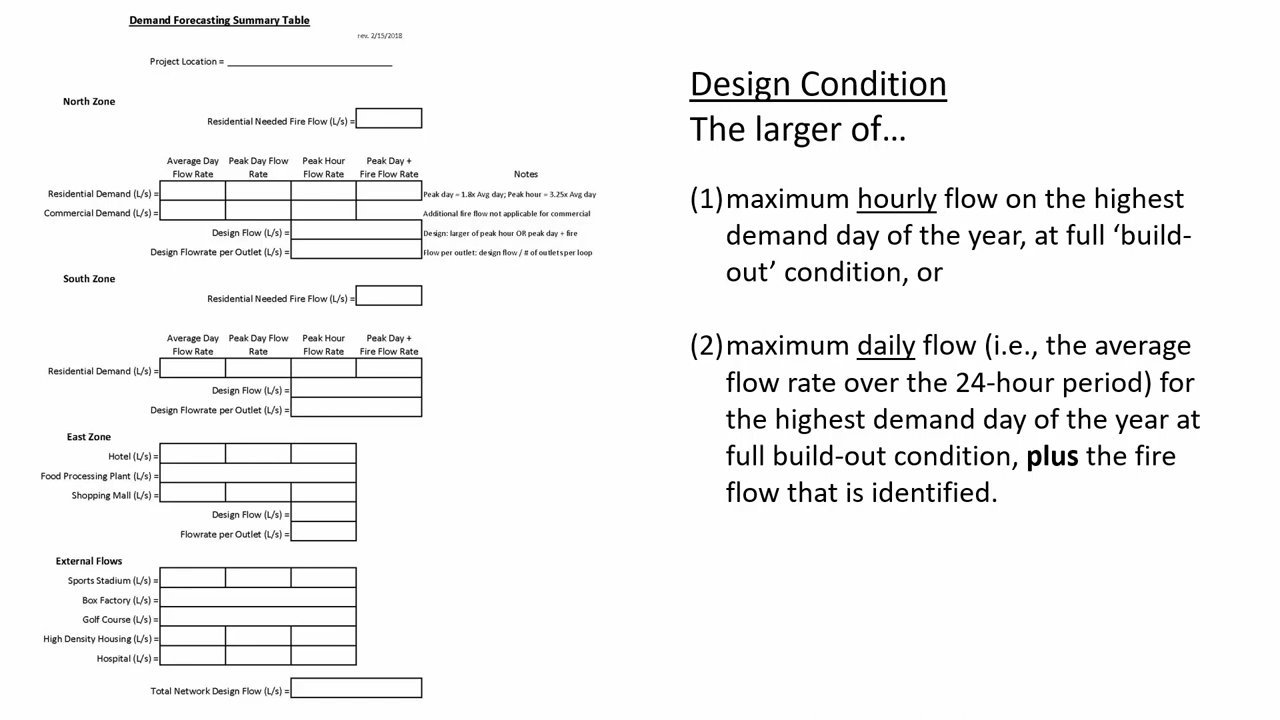 Demand Forecasting Summary Table
rev. 2/15/2018
Project Location =
North Zone
Residential Needed Fire Flow (L/s) =
Average Day Flow Rate
Peak Day Flow Rate
Peak Hour Flow Rate
Peak Day + Fire Flow Rate
Notes
Residential Demand (L/s) =
Peak day = 1.8x Avg day; Peak hour = 3.25x Avg day
Commercial Demand (L/s) =
Additional fire flow not applicable for commercial
Design Flow (L/s) =
Design: larger of peak hour OR peak day + fire
Design Flowrate per Outlet (L/s) =
Flow per outlet: design flow / # of outlets per loop
South Zone
Residential Needed Fire Flow (L/s) =
Average Day Flow Rate
Peak Day Flow Rate
Peak Hour Flow Rate
Peak Day + Fire Flow Rate
Residential Demand (L/s) =
Design Flow (L/s) =
Design Flowrate per Outlet (L/s) =
East Zone
Hotel (L/s) =
Food Processing Plant (L/s) =
Shopping Mall (L/s) =
Design Flow (L/s) =
Flowrate per Outlet (L/s) =
External Flows
Sports Stadium (L/s) =
Box Factory (L/s) =
Golf Course (L/s) =
High Density Housing (L/s) =
Hospital (L/s) =
Total Network Design Flow (L/s) =
Design Condition
The larger of...
(1) maximum hourly flow on the highest
demand day of the year, at full ‘build-
out’ condition, or
(2) maximum daily flow (i.e., the average
flow rate over the 24-hour period) for
the highest demand day of the year at
full build-out condition, plus the fire
flow that is identified.